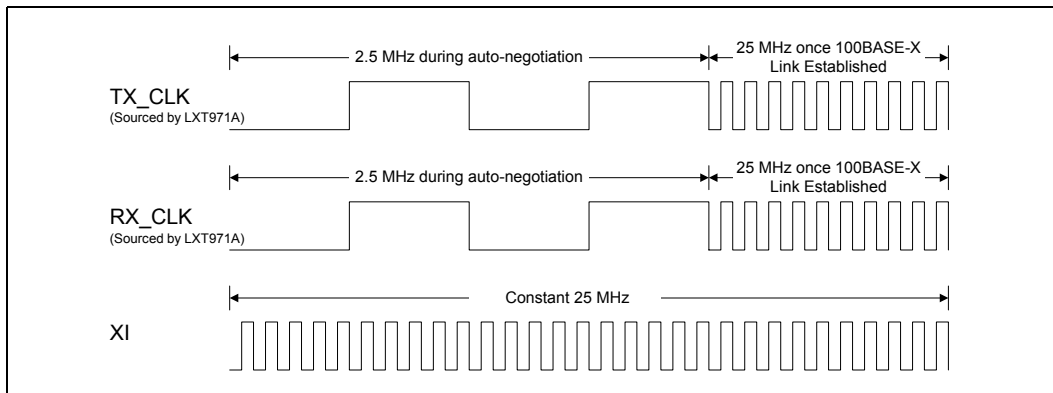 2.5 MHz during auto-negotiation
25 MHz once 100BASE-X
Link Established
TX_CLK
(Sourced by LXT971A)
2.5 MHz during auto-negotiation
25 MHz once 100BASE-X
Link Established
RX_CLK
(Sourced by LXT971A)
Constant 25 MHz
XI